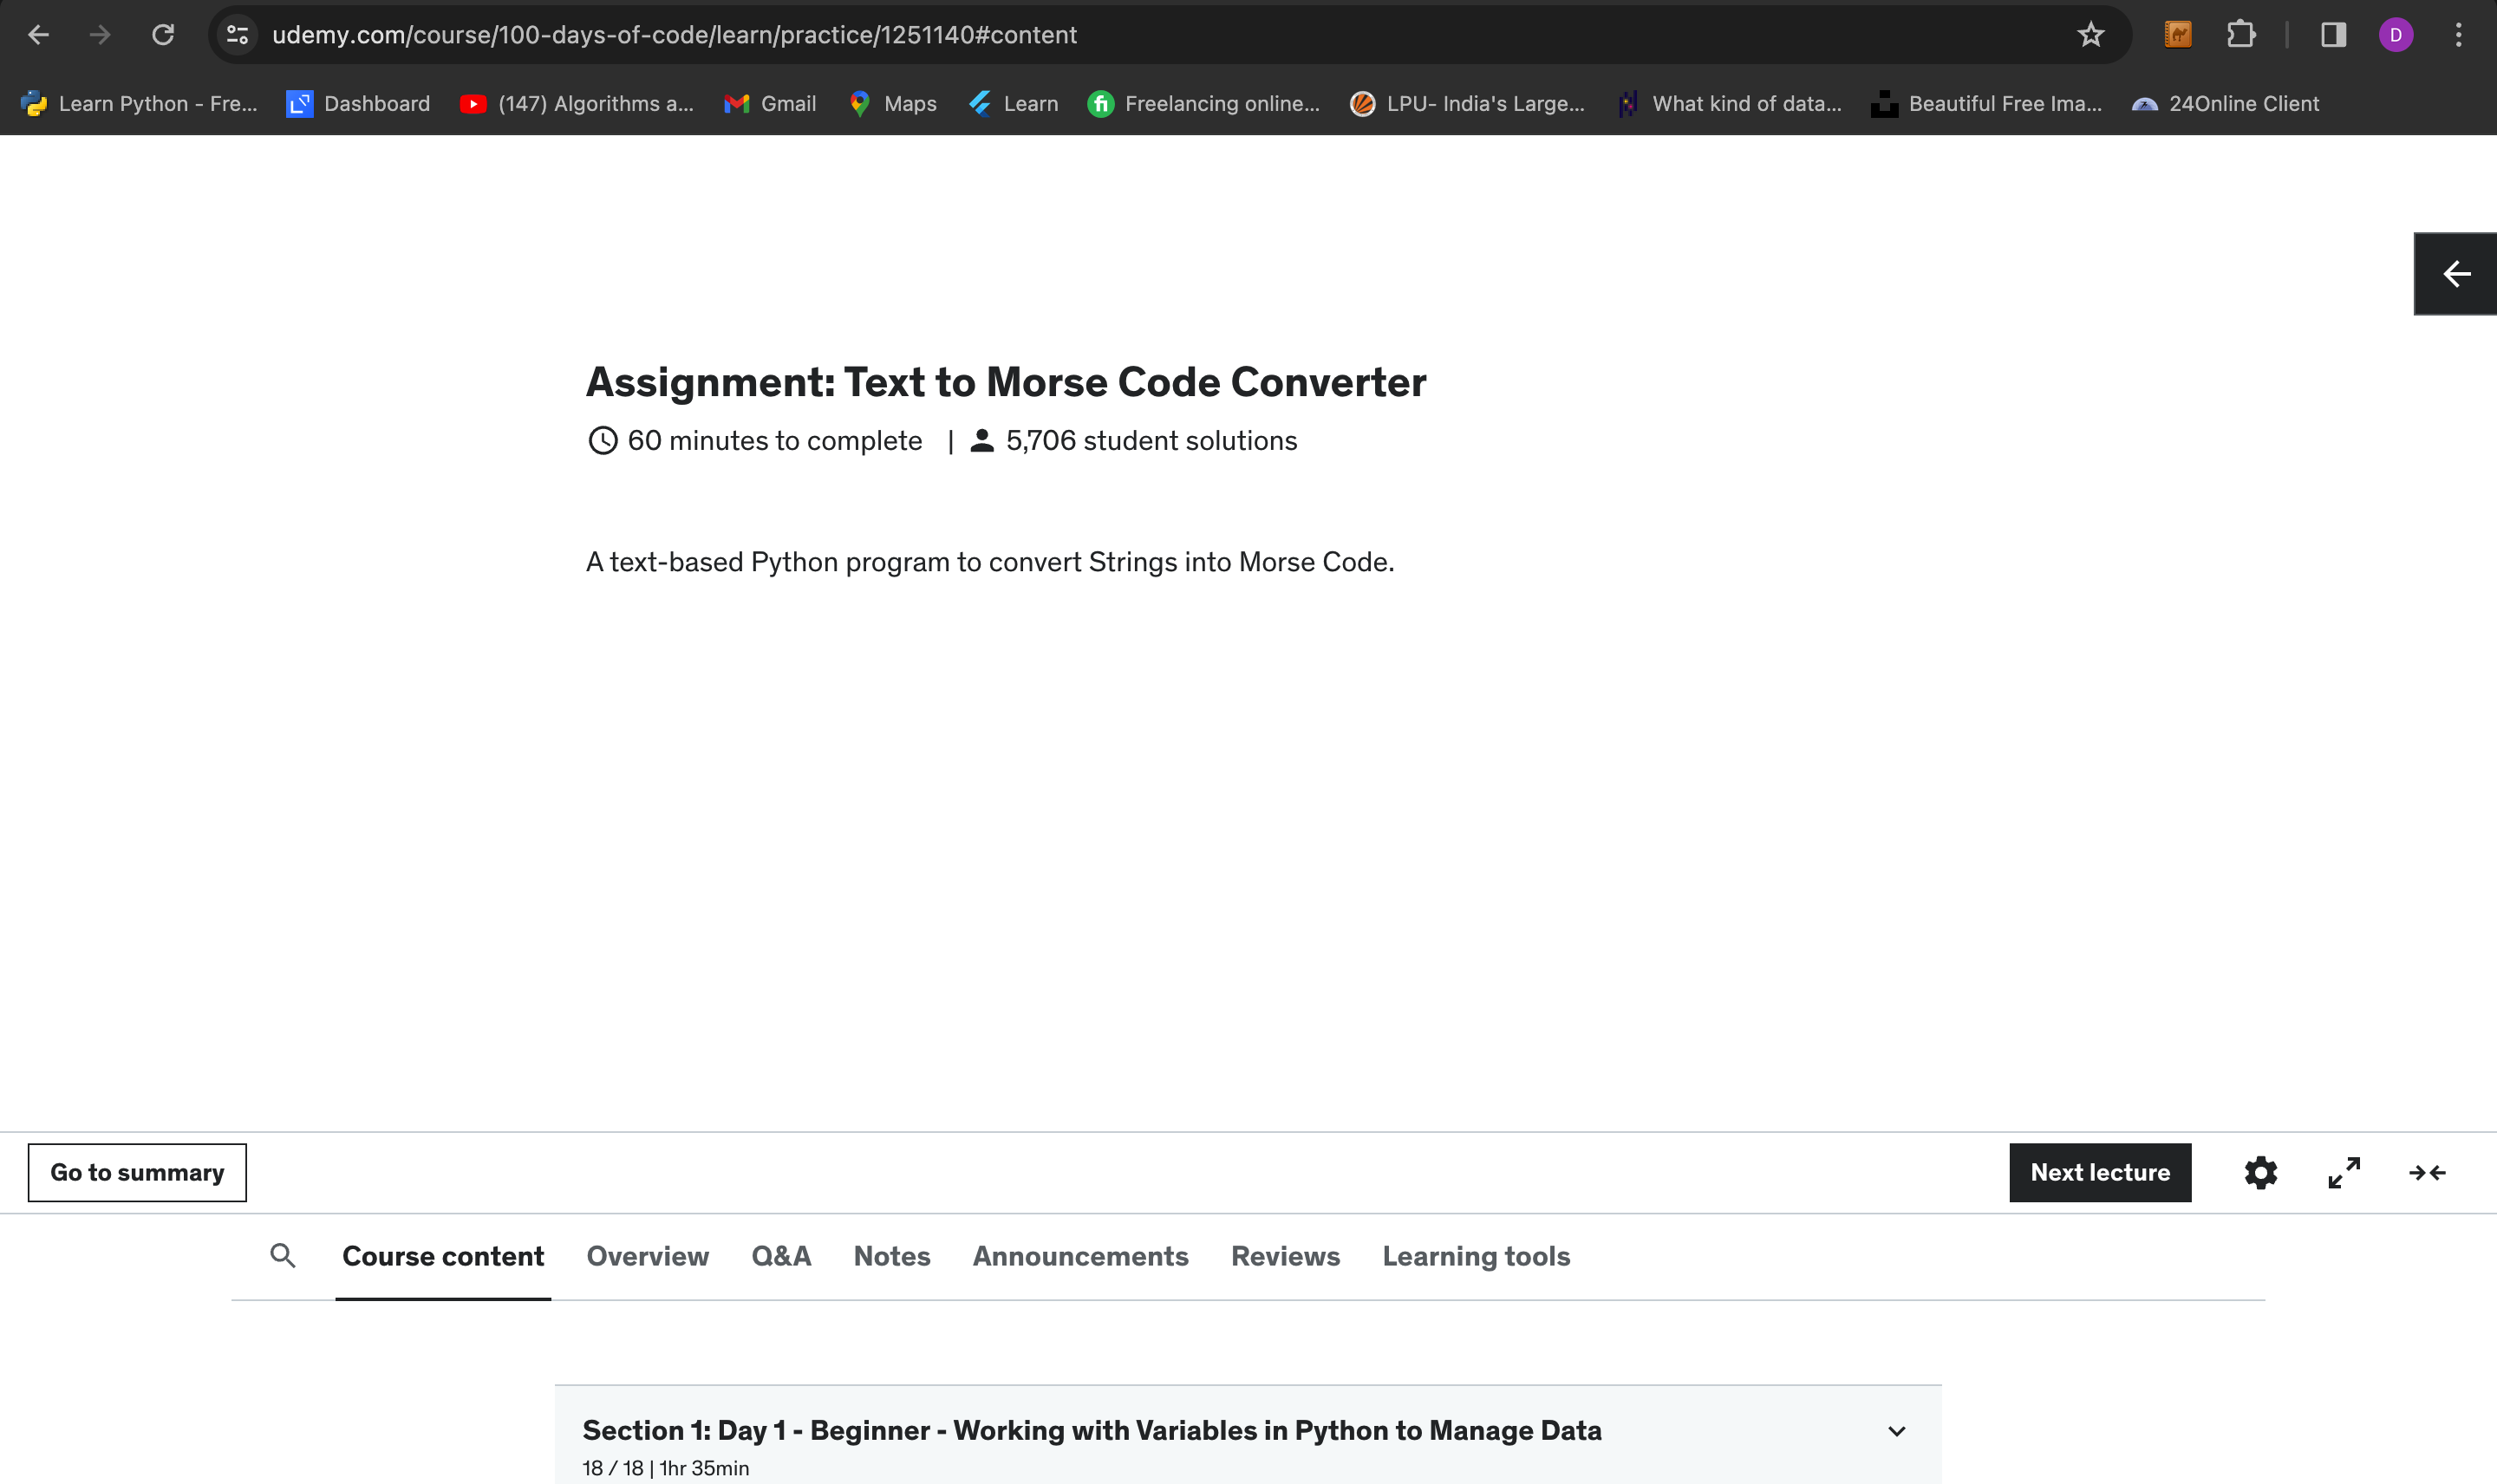 udemy.com/course/100-days-of-code/learn/practice/1251140#content
D
Learn Python - Fre... Dashboard (147) Algorithms a... Gmail Maps Learn Freelancing online... LPU- India's Large... What kind of data... Beautiful Free Ima... 24Online Client
Assignment: Text to Morse Code Converter
60 minutes to complete | 5,706 student solutions
A text-based Python program to convert Strings into Morse Code.
Go to summary Next lecture
Course content Overview Q&A Notes Announcements Reviews Learning tools
Section 1: Day 1 - Beginner - Working with Variables in Python to Manage Data
18 / 18 | 1hr 35min